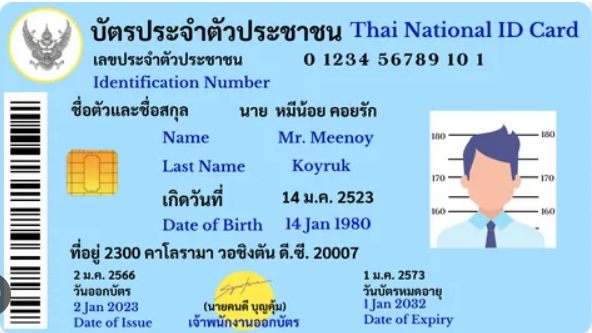 บัตรประจำตัวประชาชน Thai National ID Card
เลขประจำตัวประชาชน 0 1234 56789 10 1
Identification Number
ชื่อตัวและชื่อสกุล นาย หมีน้อย คอยรัก
Name Mr. Meenoy
Last Name Koyruk
เกิดวันที่ 14 ม.ค. 2523
Date of Birth 14 Jan 1980
180 180
170 170
160 160
ที่อยู่ 2300 คาโลรามา วอชิงตัน ดี.ซี. 20007
2 ม.ค. 2566
วันออกบัตร
2 Jan 2023
Date of Issue
(นายคนดี บุญคุ้ม)
เจ้าพนักงานออกบัตร
1 ม.ค. 2573
วันบัตรหมดอายุ
1 Jan 2032
Date of Expiry